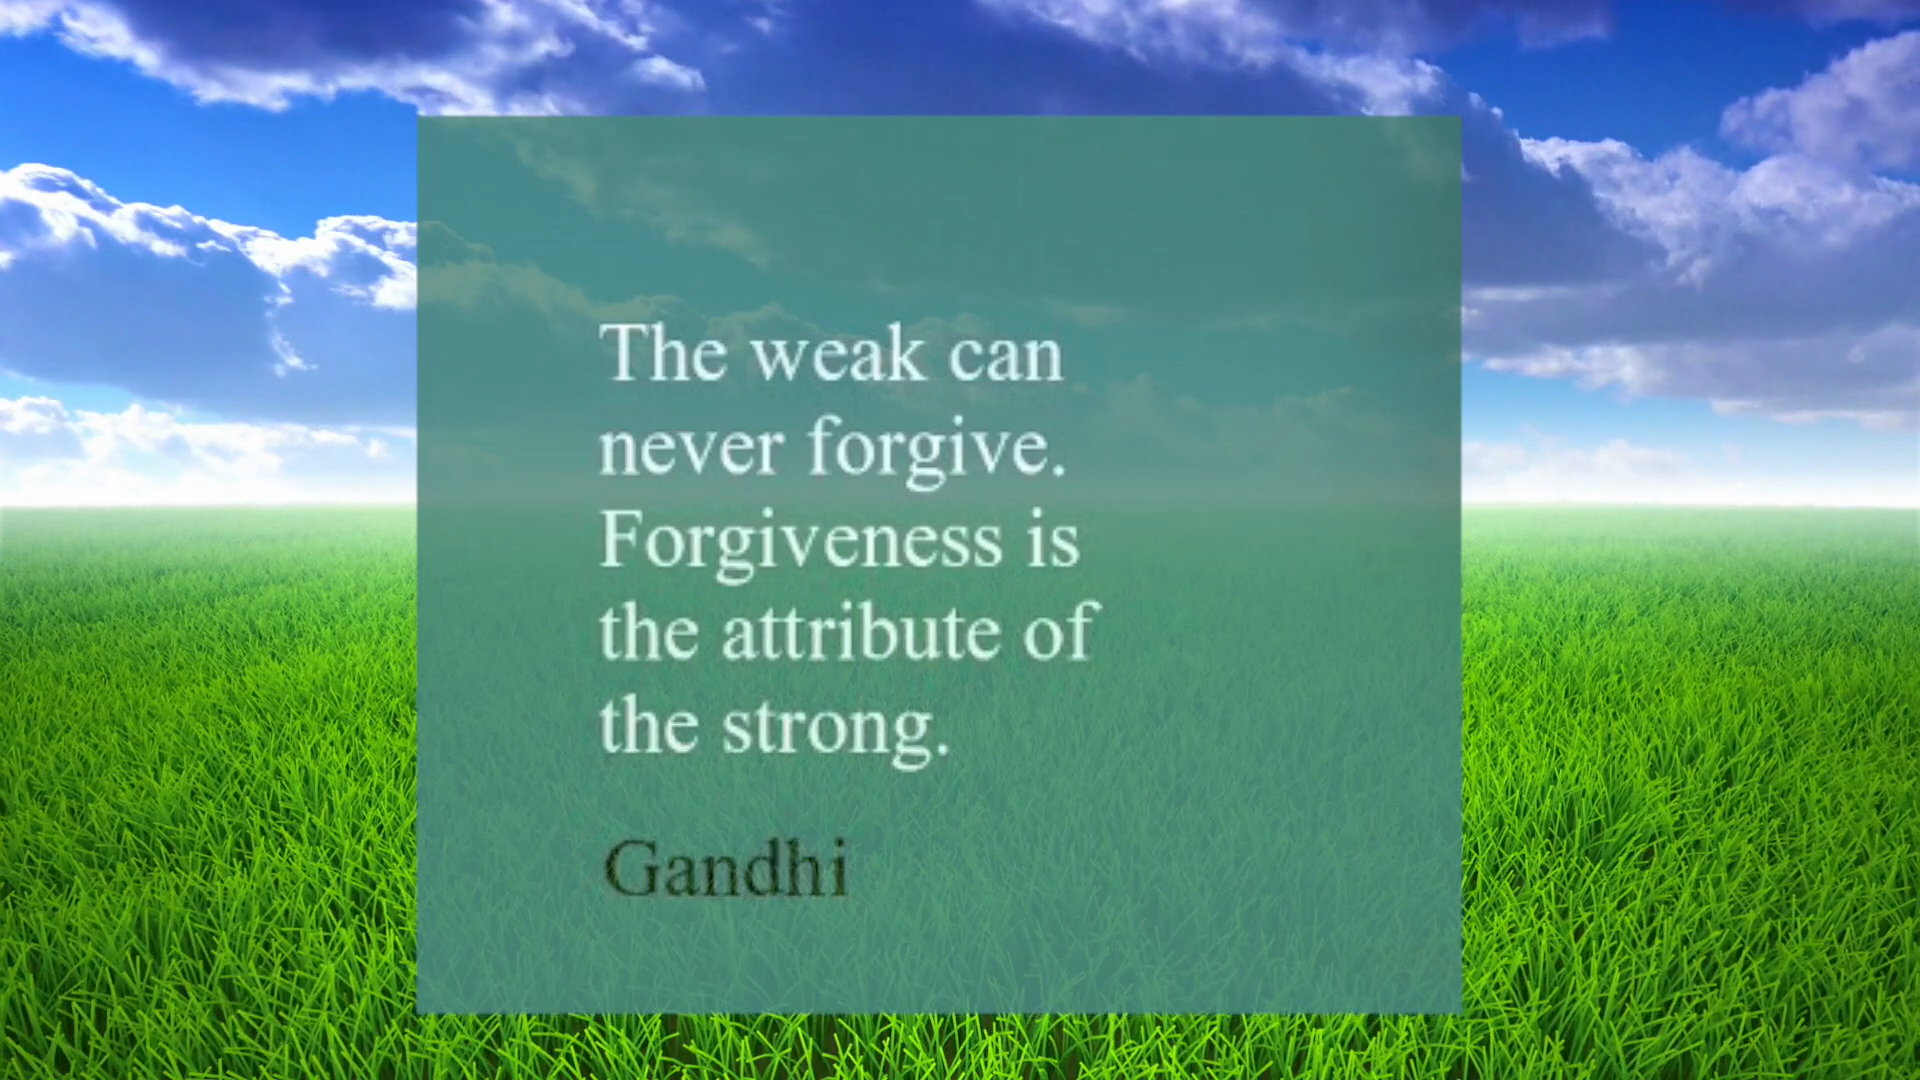 The weak can
never forgive.
Forgiveness is
the attribute of
the strong.
Gandhi